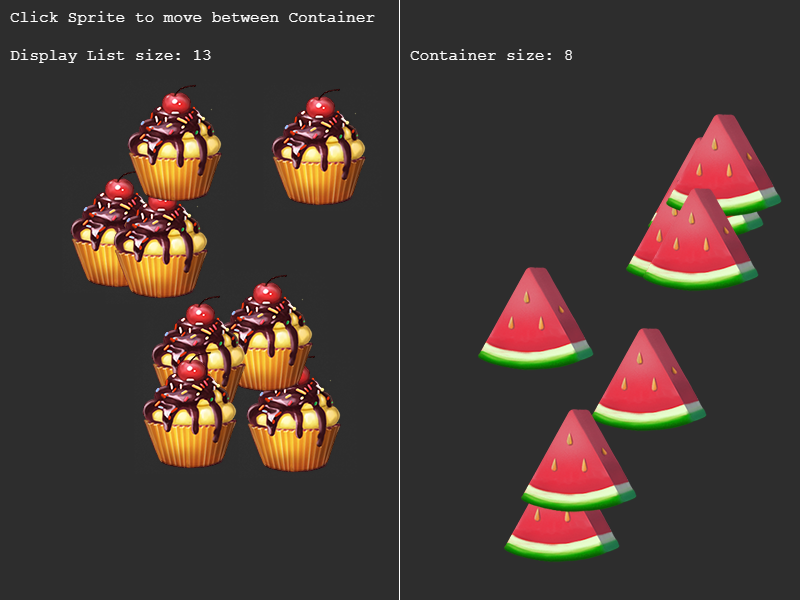 Click Sprite to move between Container
Display List size: 13
Container size: 8